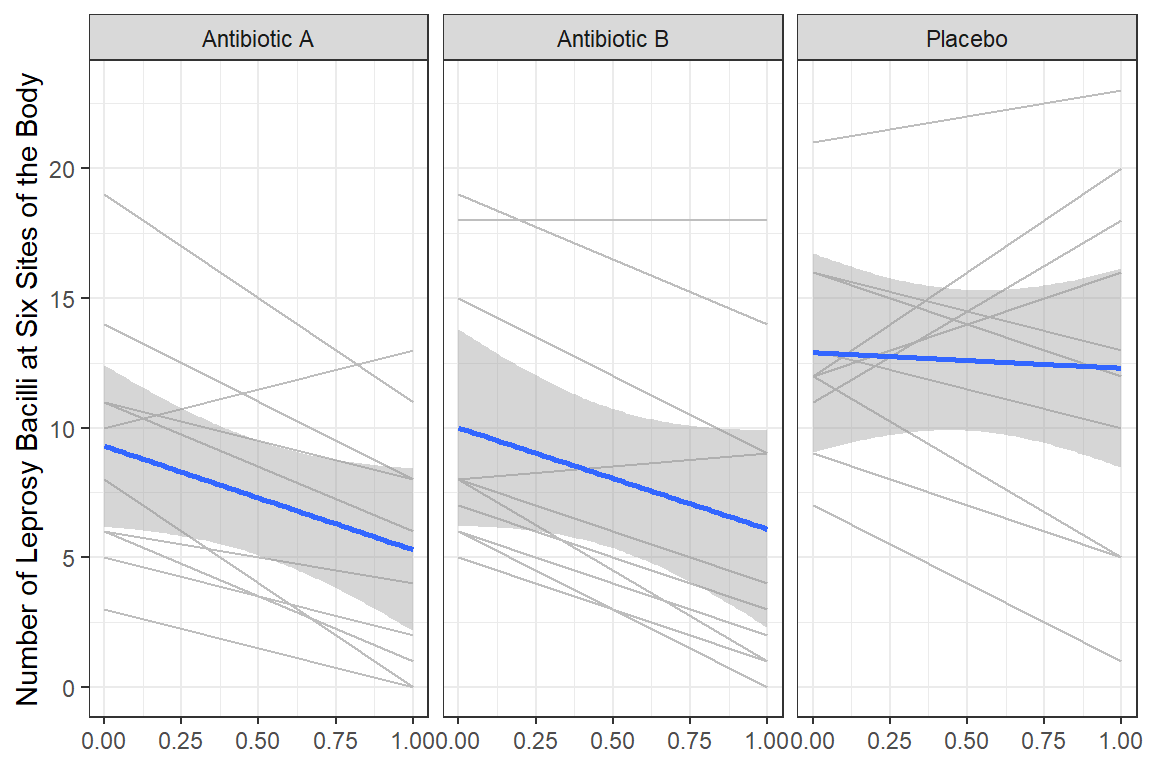 Antibiotic A
Antibiotic B
Placebo
Number of Leprosy Bacilli at Six Sites of the Body
20
15
10
5
0
0.00 0.25 0.50 0.75 1.00
0.00 0.25 0.50 0.75 1.00
0.00 0.25 0.50 0.75 1.00